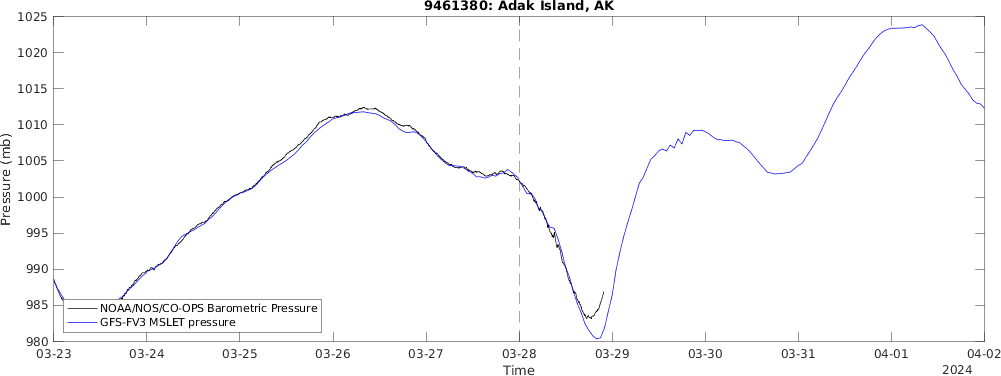 9461380: Adak Island, AK
Pressure (mb)
1025
1020
1015
1010
1005
1000
995
990
985
980
NOAA/NOS/CO-OPS Barometric Pressure
GFS-FV3 MSLET pressure
03-23 03-24 03-25 03-26 03-27 03-28 03-29 03-30 03-31 04-01 04-02
Time
2024